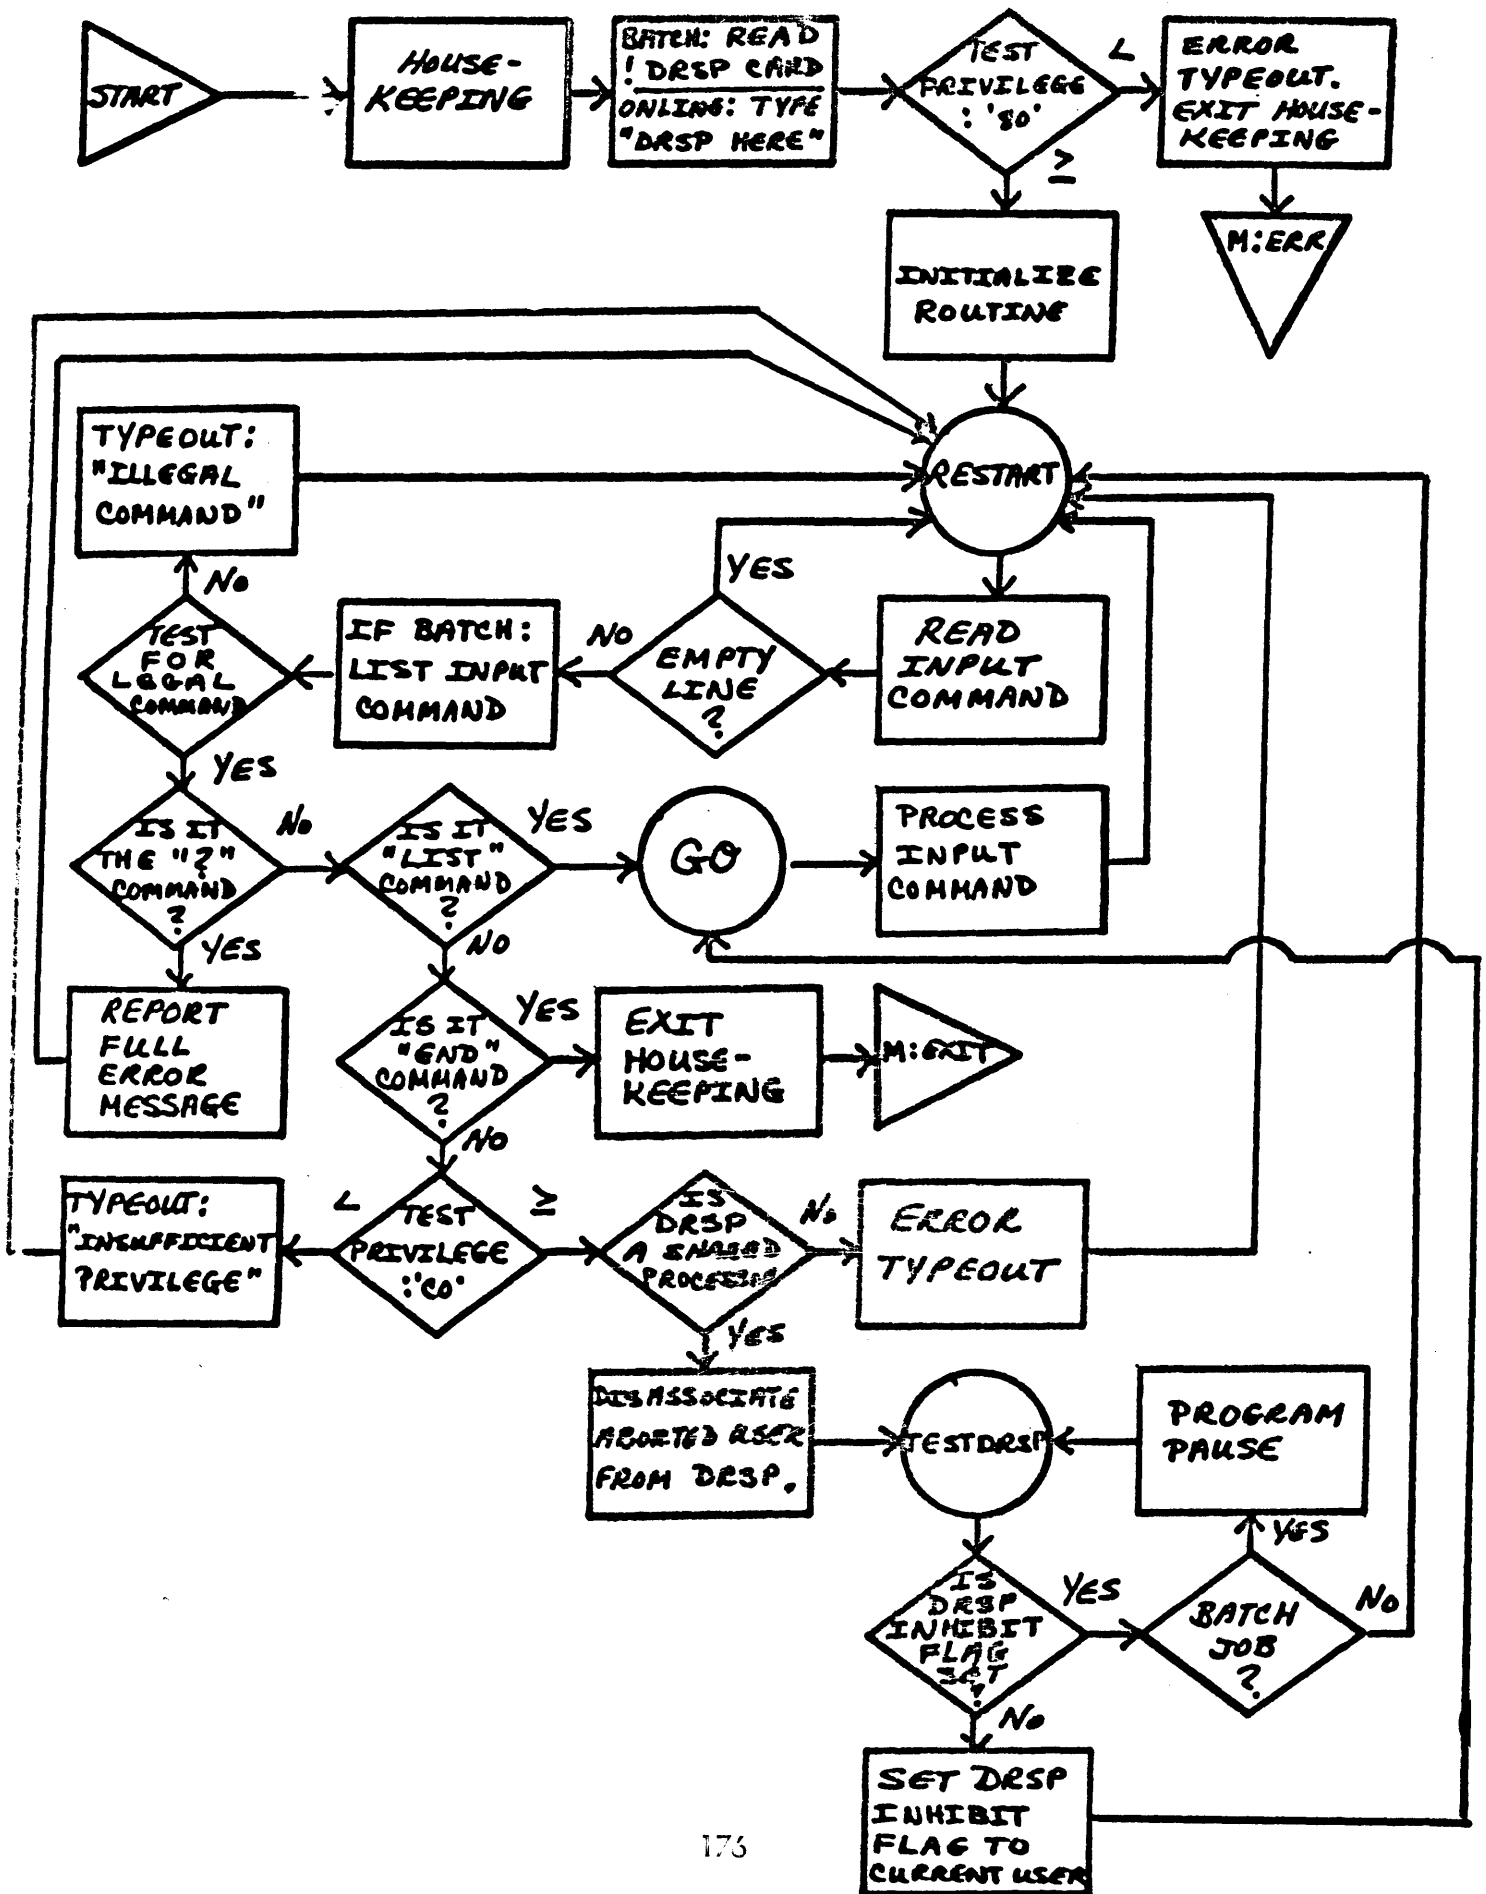 START
HOUSE-
KEEPING
BATCH: READ
! DRSP CARD
ONLINE: TYPE
"DRSP HERE"
TEST
PRIVILEGE
: '80'
<
≥
ERROR
TYPEOUT.
EXIT HOUSE-
KEEPING
M:ERR
INITIALIZE
ROUTINE
RESTART
TYPEOUT:
"ILLEGAL
COMMAND"
NO
TEST
FOR
LEGAL
COMMAND
YES
IF BATCH:
LIST INPUT
COMMAND
NO
YES
EMPTY
LINE
?
READ
INPUT
COMMAND
IS IT
THE "?"
COMMAND
?
NO
YES
IS IT
"LIST"
COMMAND
?
YES
NO
GO
PROCESS
INPUT
COMMAND
REPORT
FULL
ERROR
MESSAGE
IS IT
"END"
COMMAND
?
YES
NO
EXIT
HOUSE-
KEEPING
M:EXIT
TYPEOUT:
"INSUFFICIENT
PRIVILEGE"
<
TEST
PRIVILEGE
:'C0'
≥
IS
DRSP
A SHARED
NO
YES
ERROR
TYPEOUT
DISASSOCIATE
ABORTED USER
FROM DRSP.
TESTDRSP
PROGRAM
PAUSE
YES
IS
DRSP
INHIBIT
FLAG
SET
?
YES
NO
BATCH
JOB
?
NO
SET DRSP
INHIBIT
FLAG TO
CURRENT USER
176